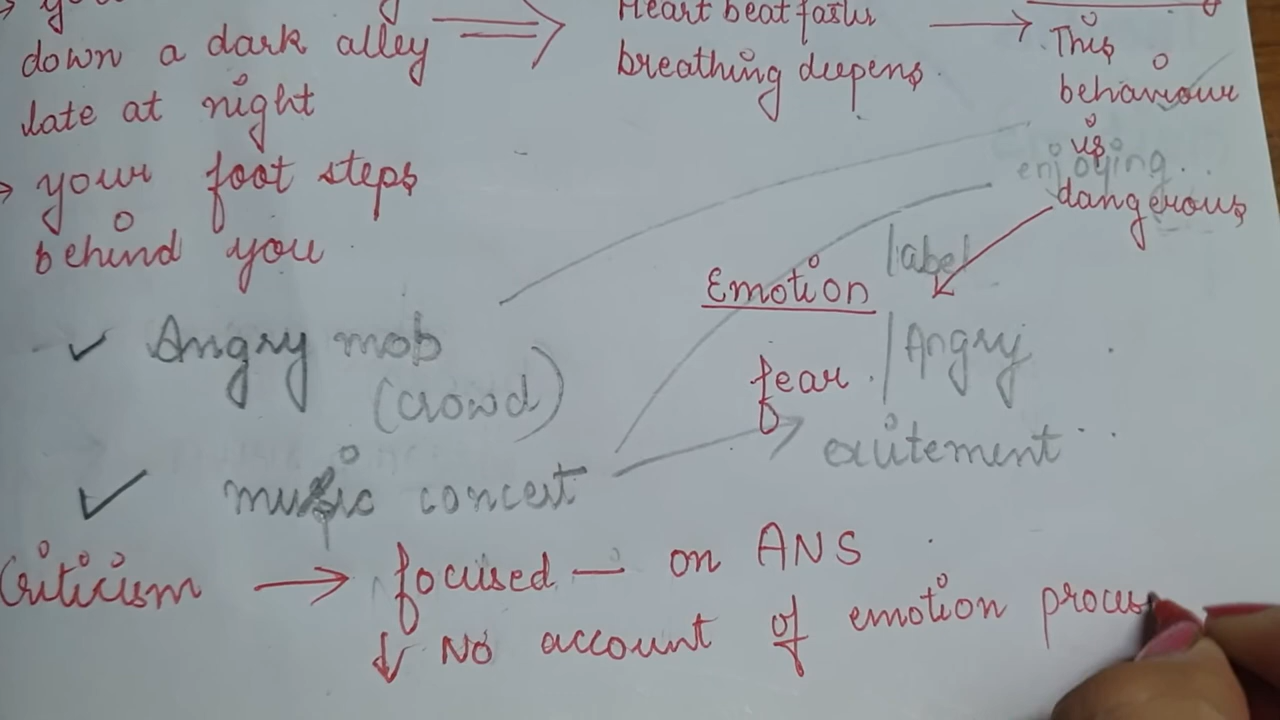 down a dark alley
late at night
your foot steps
behind you
Heart beat faster
breathing deepens.
This
behaviour
is
enjoying..
dangerous
label
Emotion
fear. / Angry
excitement..
Angry mob
(crowd)
music concert
Criticism → focused — on ANS
↓ No account of emotion proces